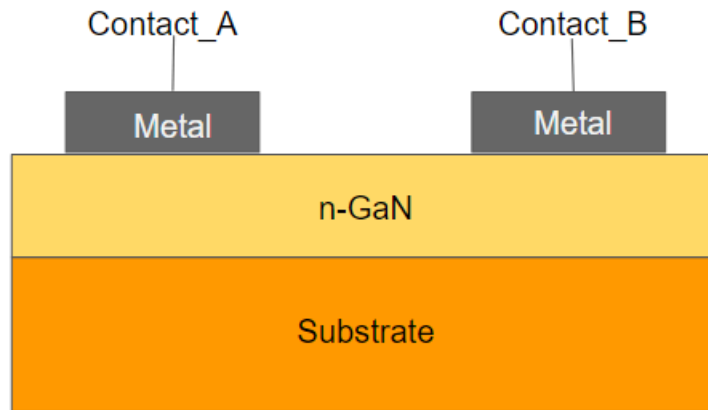 Contact_A
Contact_B
Metal
Metal
n-GaN
Substrate